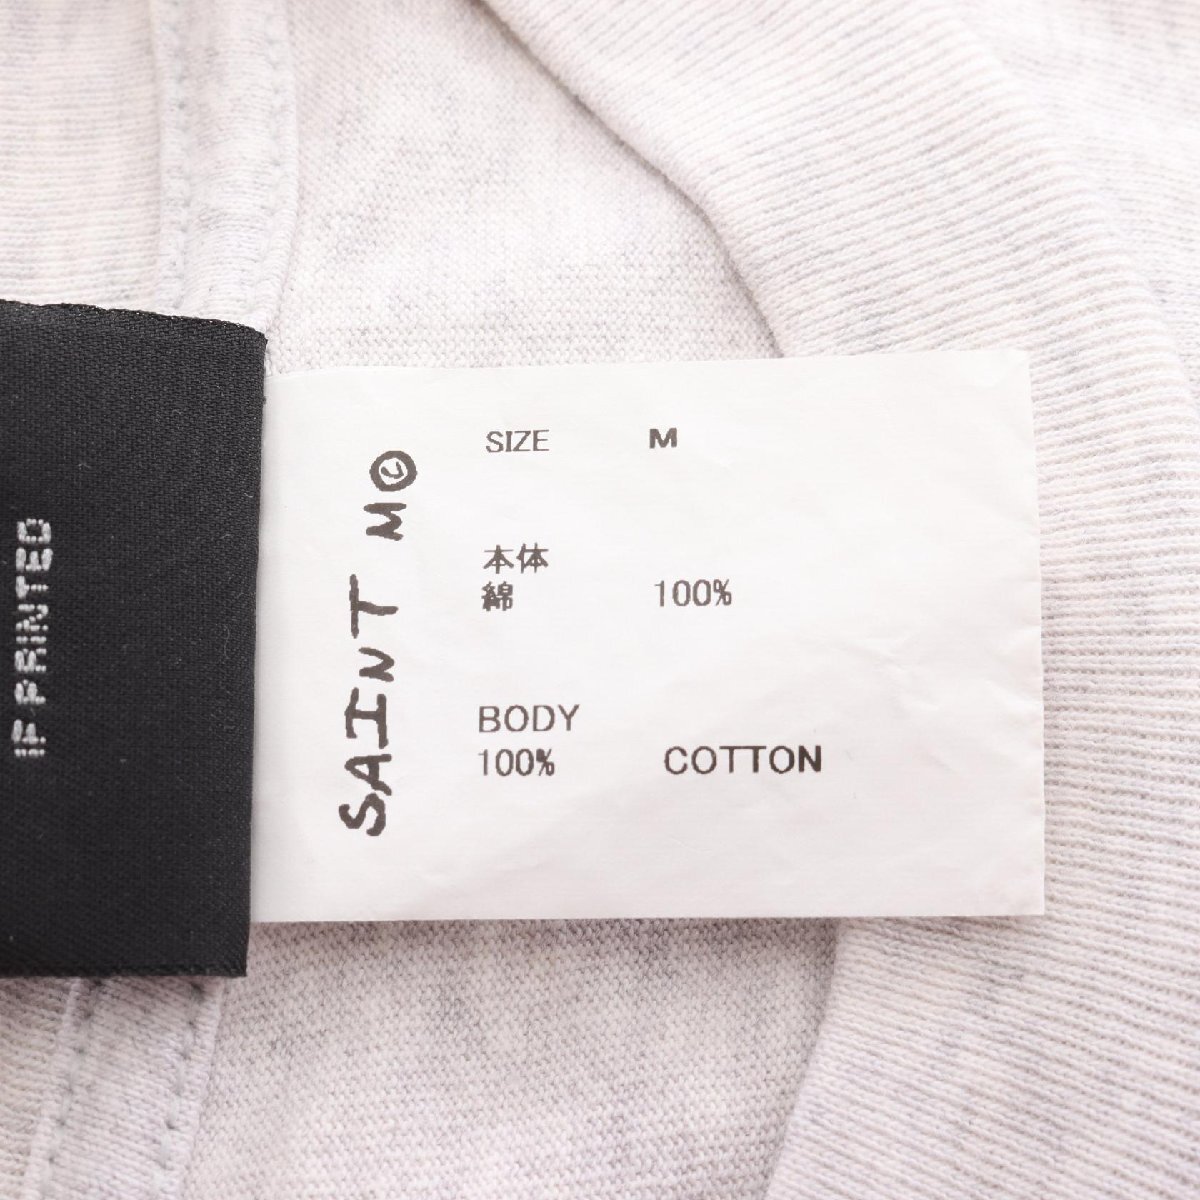 IF PRINTED
SAINT M©
SIZE M
本体
綿 100%
BODY
100% COTTON